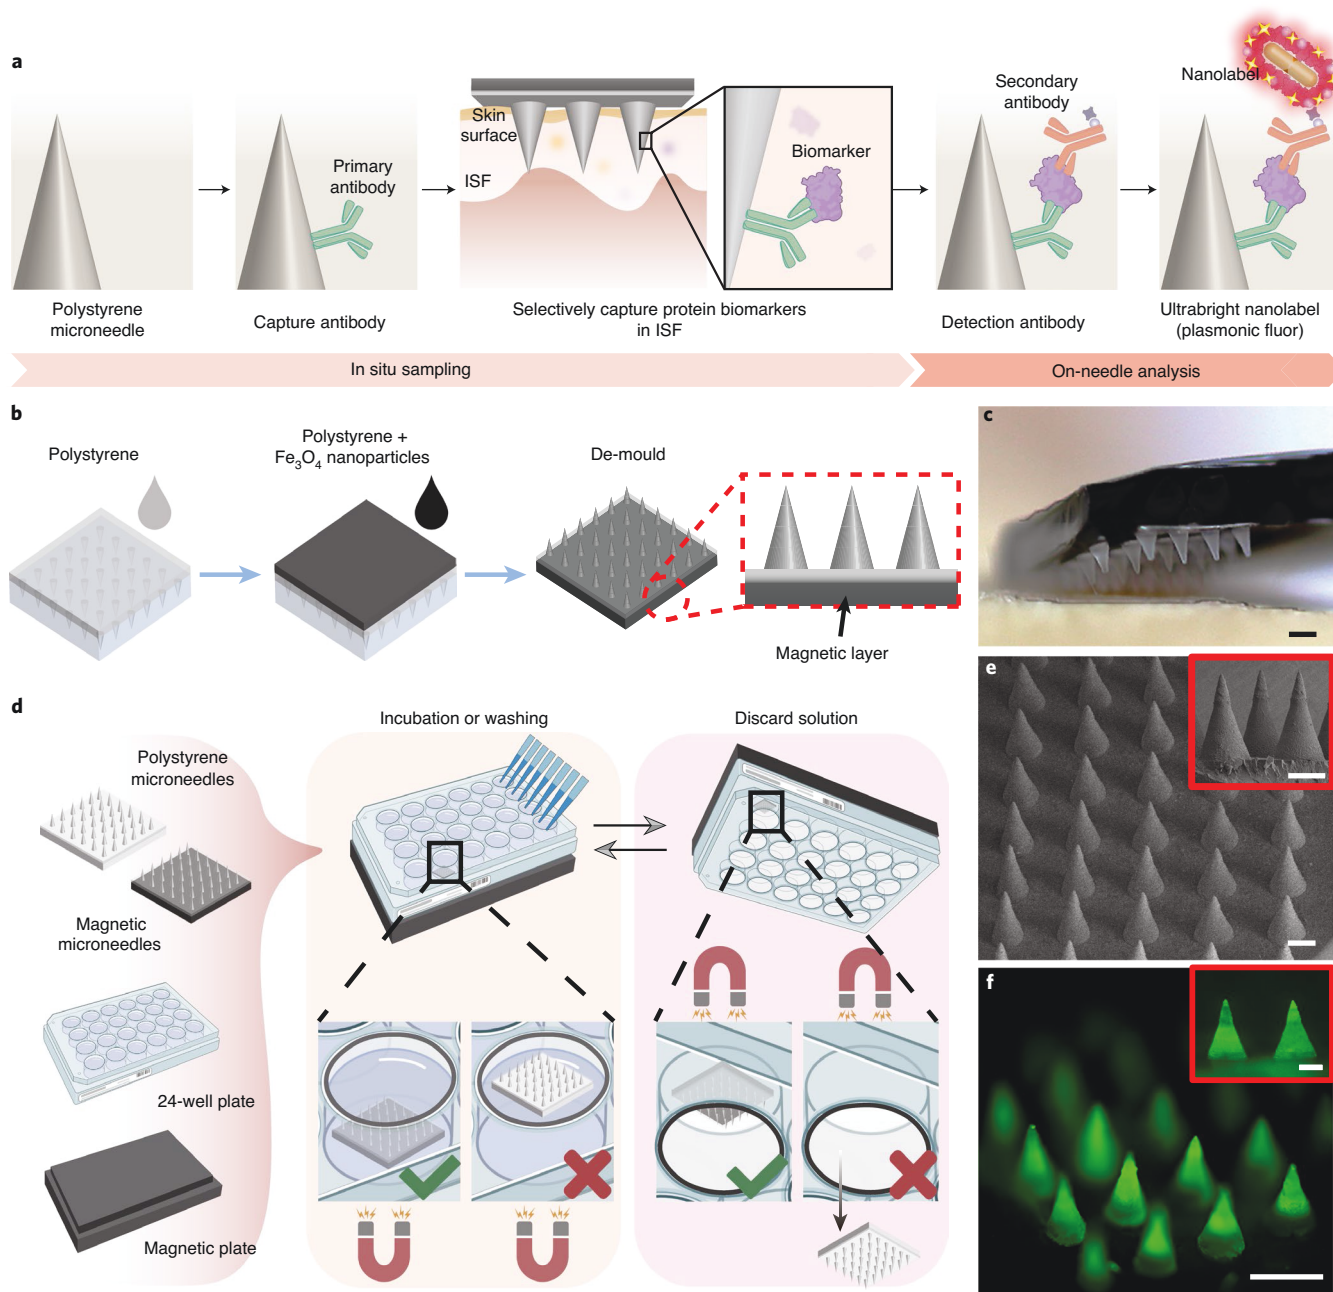 a
Nanolabel
Secondary
antibody
Skin
surface
Biomarker
Primary
antibody
ISF
Polystyrene
microneedle
Capture antibody
Selectively capture protein biomarkers
in ISF
Detection antibody
Ultrabright nanolabel
(plasmonic fluor)
In situ sampling
On-needle analysis
b
Polystyrene
Polystyrene +
Fe₃O₄ nanoparticles
De-mould
Magnetic layer
c
d
Incubation or washing
Discard solution
Polystyrene
microneedles
Magnetic
microneedles
24-well plate
Magnetic plate
e
f